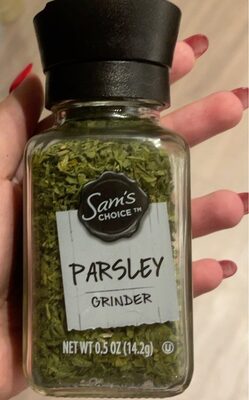 Sam's
CHOICE™
PARSLEY
GRINDER
NET WT 0.5 OZ (14.2g) Ⓤ